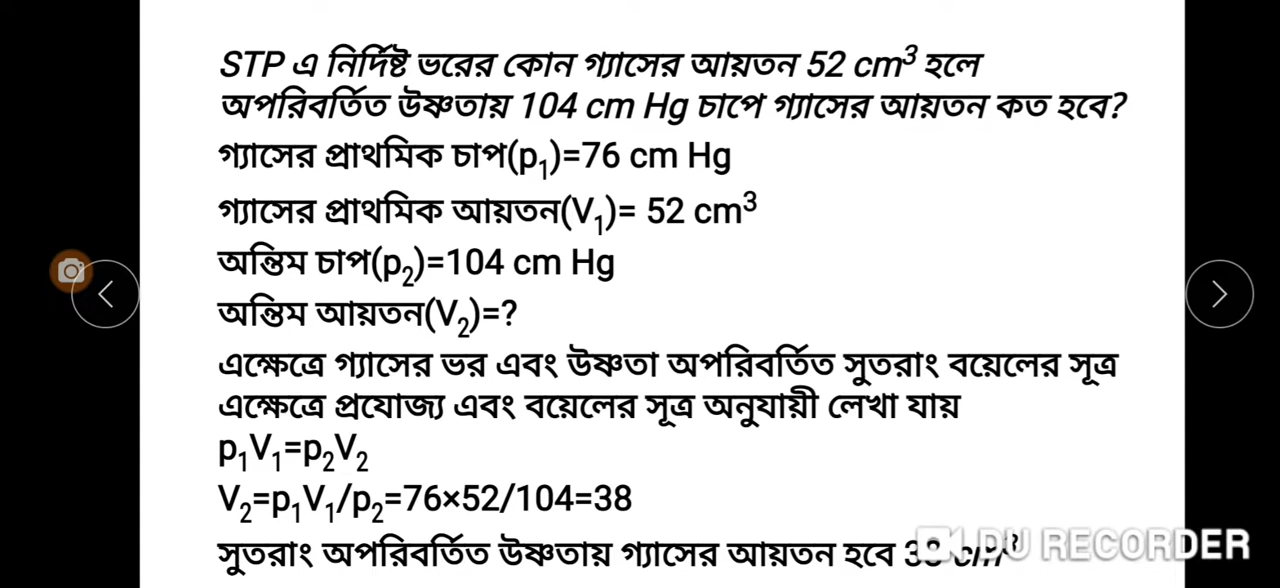 STP এ নির্দিষ্ট ভরের কোন গ্যাসের আয়তন 52 cm³ হলে
অপরিবর্তিত উষ্ণতায় 104 cm Hg চাপে গ্যাসের আয়তন কত হবে?
গ্যাসের প্রাথমিক চাপ(p₁)=76 cm Hg
গ্যাসের প্রাথমিক আয়তন(V₁)= 52 cm³
অন্তিম চাপ(p₂)=104 cm Hg
অন্তিম আয়তন(V₂)=?
এক্ষেত্রে গ্যাসের ভর এবং উষ্ণতা অপরিবর্তিত সুতরাং বয়েলের সূত্র
এক্ষেত্রে প্রযোজ্য এবং বয়েলের সূত্র অনুযায়ী লেখা যায়
p₁V₁=p₂V₂
V₂=p₁V₁/p₂=76×52/104=38
সুতরাং অপরিবর্তিত উষ্ণতায় গ্যাসের আয়তন হবে 38 cm³
DU RECORDER